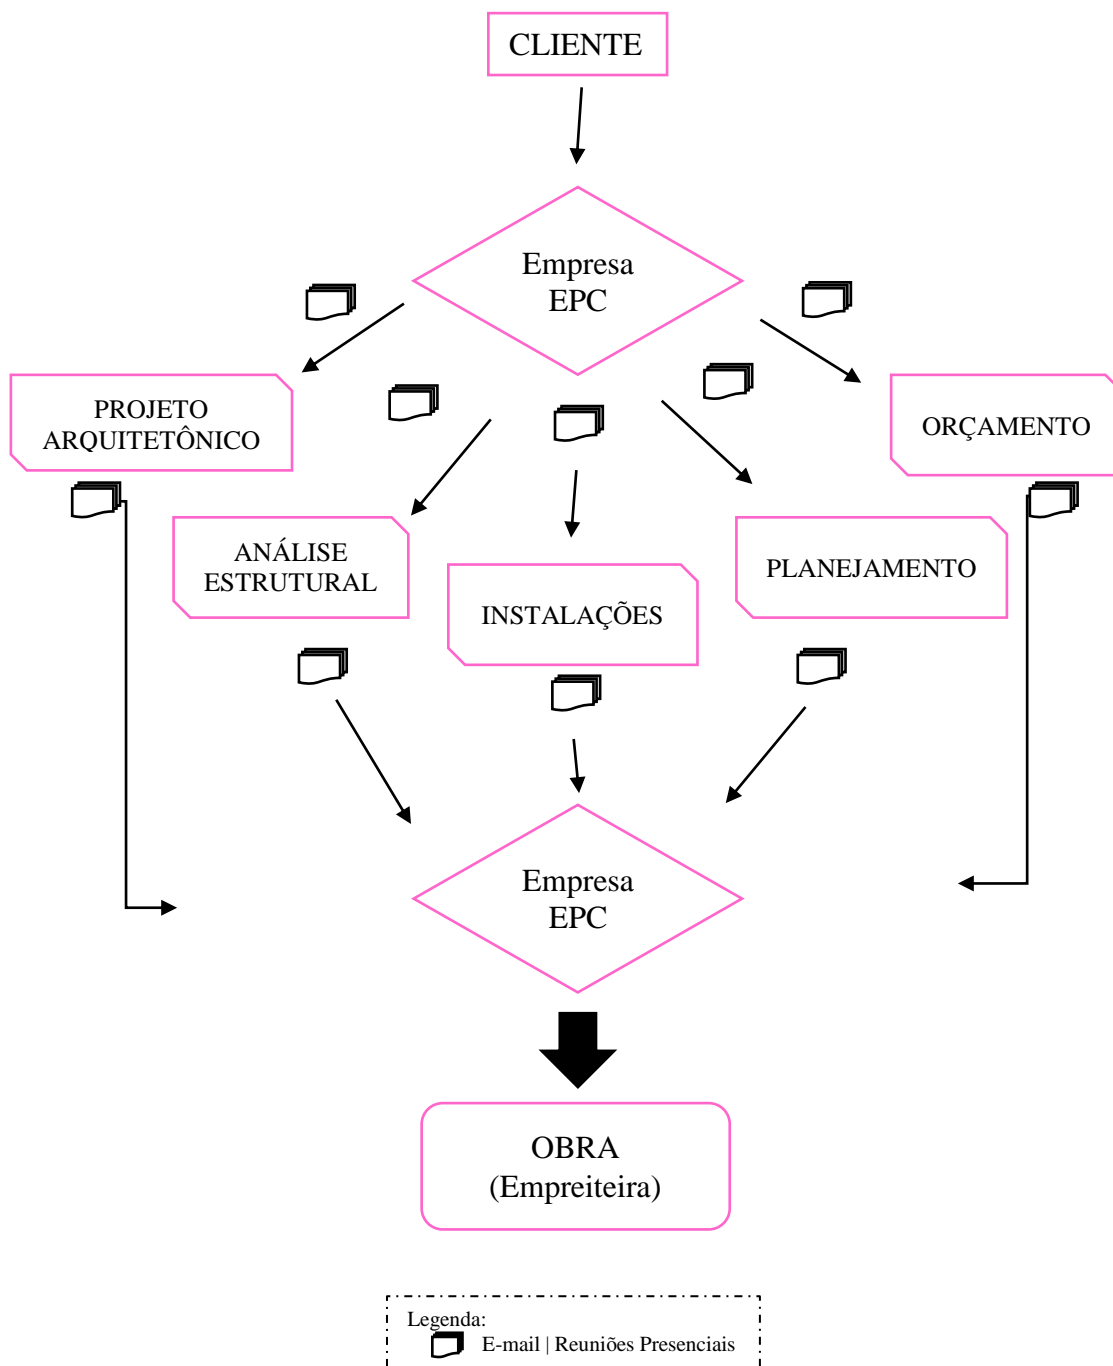 CLIENTE
Empresa
EPC
PROJETO
ARQUITETÔNICO
ORÇAMENTO
ANÁLISE
ESTRUTURAL
INSTALAÇÕES
PLANEJAMENTO
Empresa
EPC
OBRA
(Empreiteira)
Legenda:
E-mail | Reuniões Presenciais